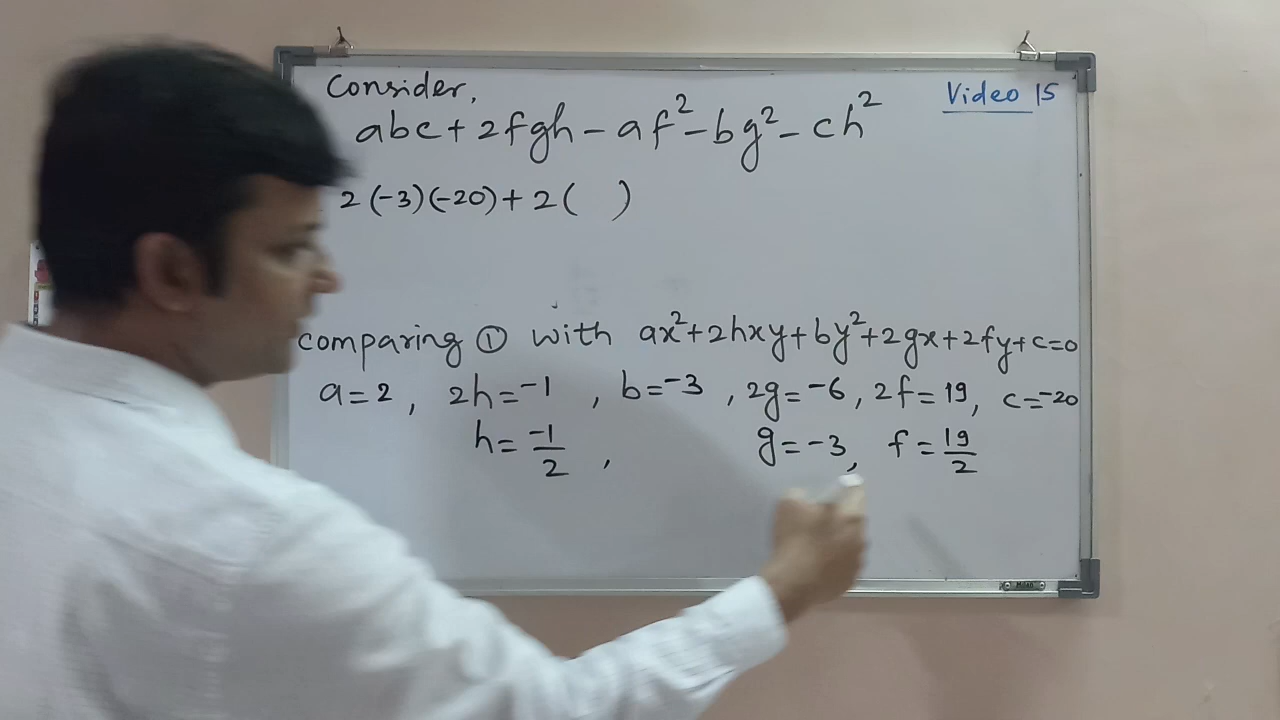 Consider,
Video 15
abc + 2fgh - af² - bg² - ch²
2(-3)(-20) + 2( )
comparing ① with ax² + 2hxy + by² + 2gx + 2fy + c = 0
a = 2, 2h = -1, b = -3, 2g = -6, 2f = 19, c = -20
h = -1/2, g = -3, f = 19/2